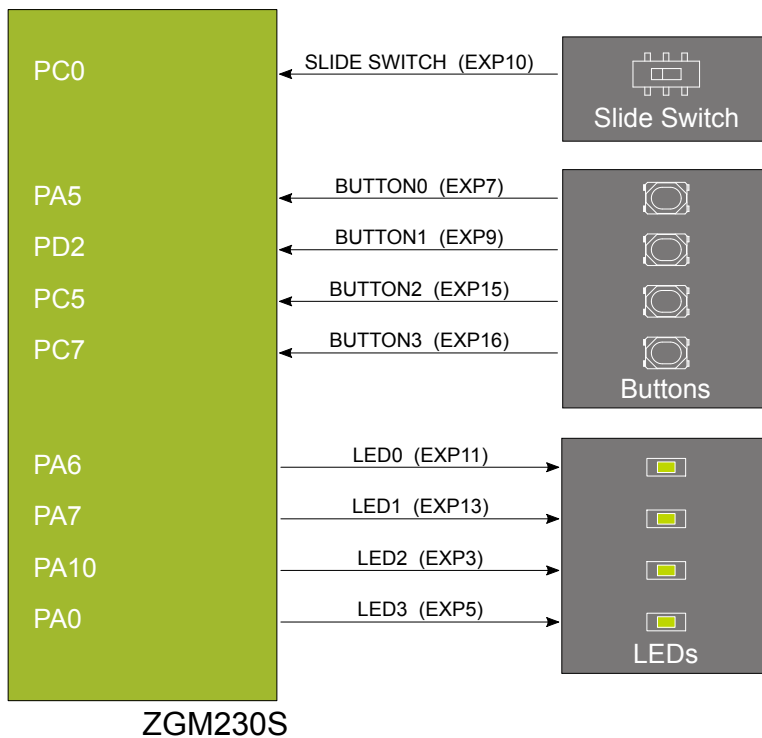 PC0
SLIDE SWITCH (EXP10)
Slide Switch
PA5
BUTTON0 (EXP7)
PD2
BUTTON1 (EXP9)
PC5
BUTTON2 (EXP15)
PC7
BUTTON3 (EXP16)
Buttons
PA6
LED0 (EXP11)
PA7
LED1 (EXP13)
PA10
LED2 (EXP3)
PA0
LED3 (EXP5)
LEDs
ZGM230S